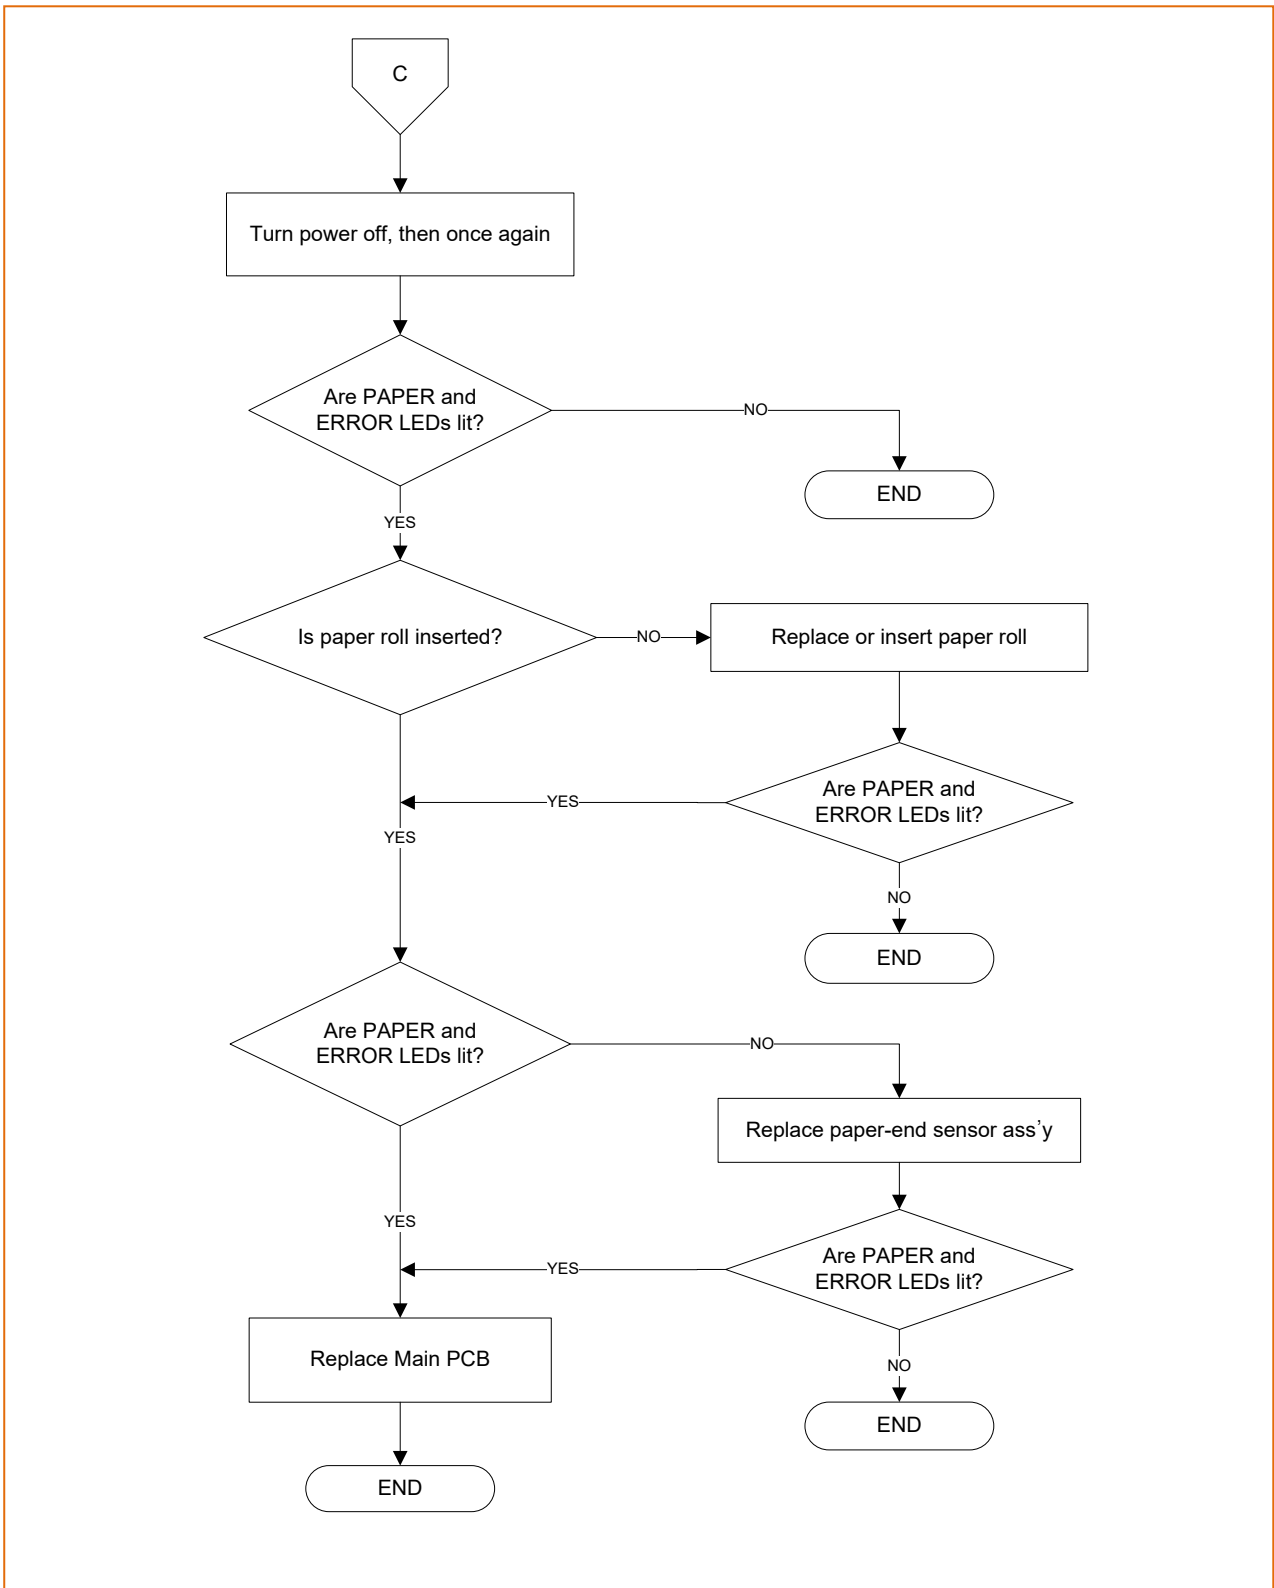 C
Turn power off, then once again
Are PAPER and
ERROR LEDs lit?
NO
END
YES
Is paper roll inserted?
NO
Replace or insert paper roll
Are PAPER and
ERROR LEDs lit?
YES
YES
NO
END
Are PAPER and
ERROR LEDs lit?
NO
Replace paper-end sensor ass’y
YES
Are PAPER and
ERROR LEDs lit?
YES
Replace Main PCB
NO
END
END